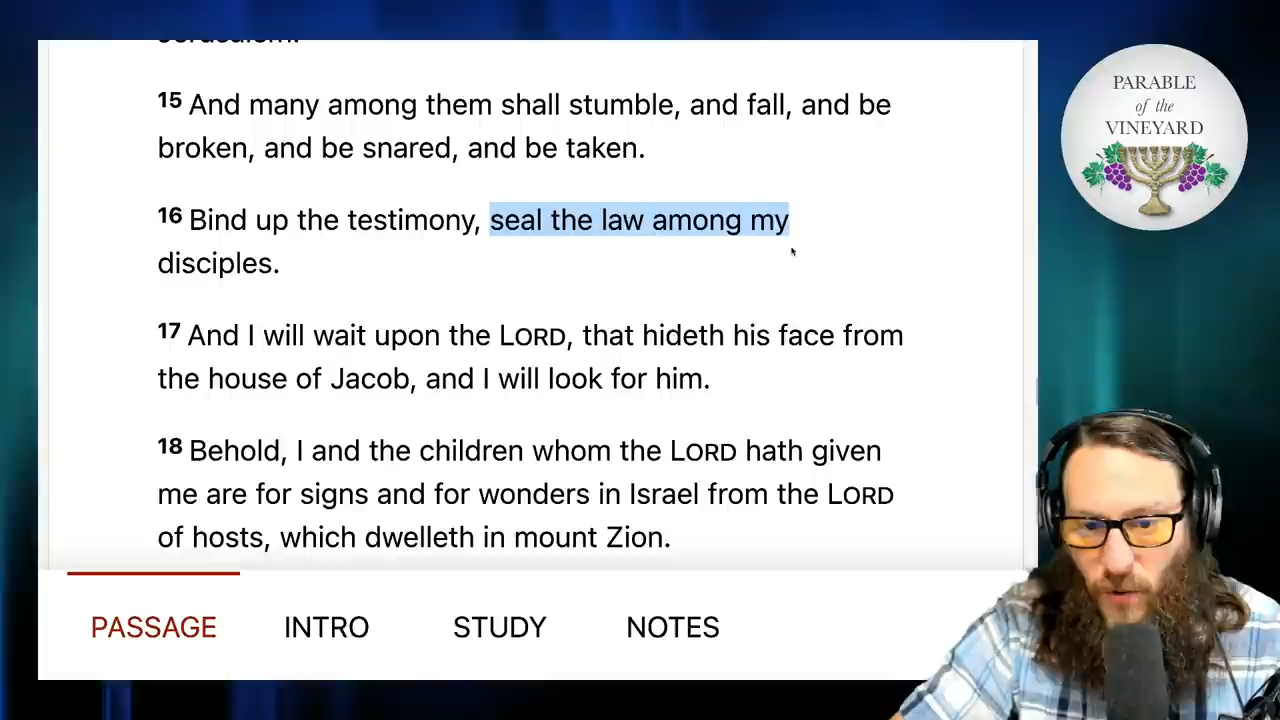 15 And many among them shall stumble, and fall, and be
broken, and be snared, and be taken.
16 Bind up the testimony, seal the law among my
disciples.
17 And I will wait upon the LORD, that hideth his face from
the house of Jacob, and I will look for him.
18 Behold, I and the children whom the LORD hath given
me are for signs and for wonders in Israel from the LORD
of hosts, which dwelleth in mount Zion.
PASSAGE INTRO STUDY NOTES
PARABLE
of the
VINEYARD